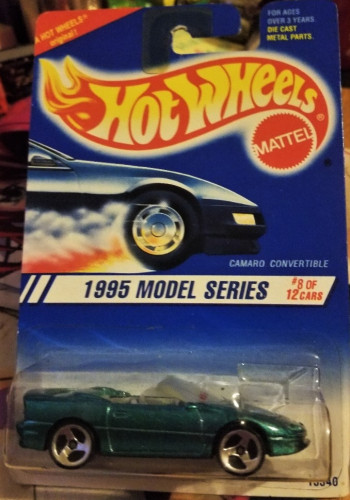 A HOT WHEELS®
original!
FOR AGES
OVER 3 YEARS
DIE CAST
METAL PARTS.
HOT WHEELS
MATTEL
CAMARO CONVERTIBLE
1995 MODEL SERIES
#8 OF
12 CARS